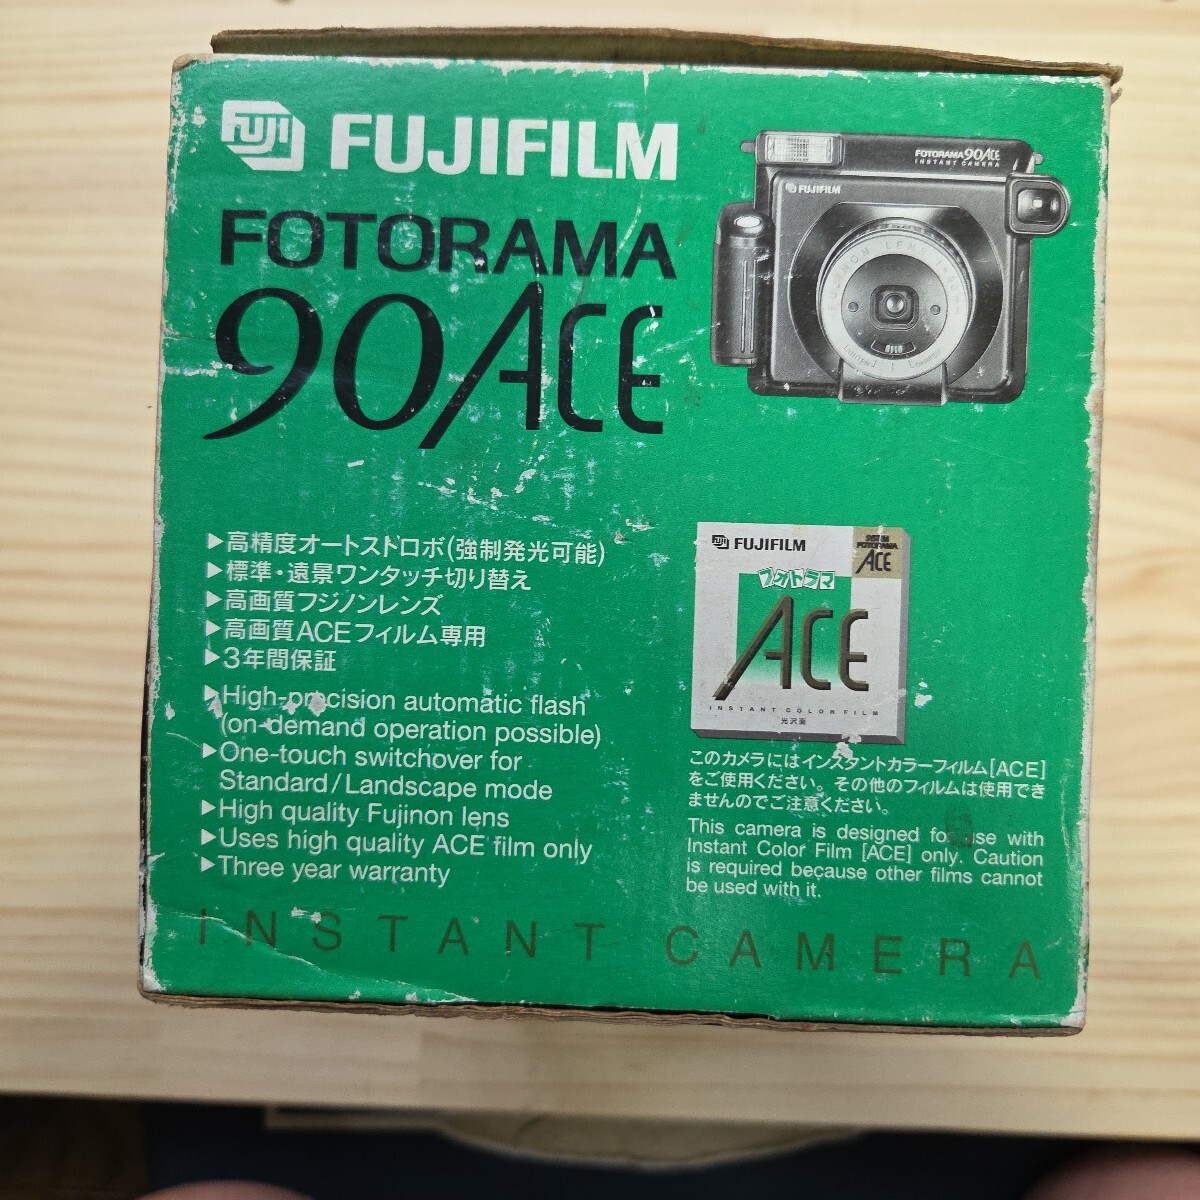 FUJI FUJIFILM
FOTORAMA
90ACE
FOTORAMA 90ACE
INSTANT CAMERA
FUJIFILM
▶高精度オートストロボ(強制発光可能)
▶標準・遠景ワンタッチ切り替え
▶高画質フジノンレンズ
▶高画質ACEフィルム専用
▶3年間保証
▶High-precision automatic flash
(on-demand operation possible)
▶One-touch switchover for
Standard/Landscape mode
▶High quality Fujinon lens
▶Uses high quality ACE film only
▶Three year warranty
FUJI FUJIFILM
SYSTEM
FOTORAMA
ACE
フォトラマ
ACE
INSTANT COLOR FILM
光沢面
このカメラにはインスタントカラーフィルム[ACE]
をご使用ください。その他のフィルムは使用でき
ませんのでご注意ください。
This camera is designed for use with
Instant Color Film [ACE] only. Caution
is required because other films cannot
be used with it.
INSTANT CAMERA